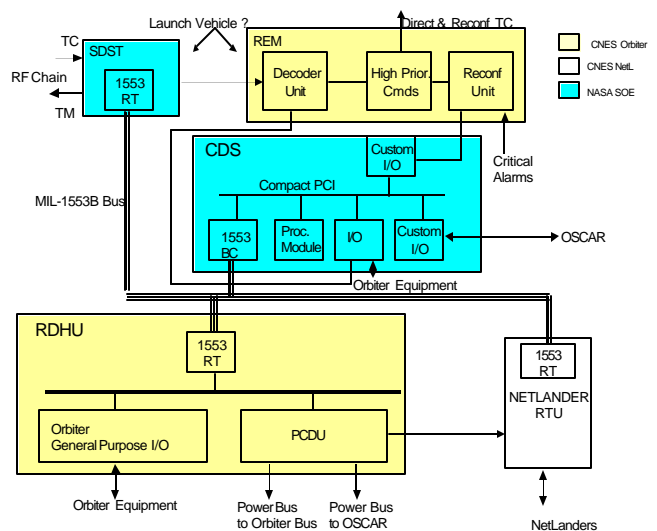 Launch Vehicle ?
Direct & Reconf TC
TC
SDST
RF Chain
TM
1553
RT
REM
Decoder
Unit
High Prior.
Cmds
Reconf
Unit
CNES Orbiter
CNES NetL
NASA SOE
Critical
Alarms
CDS
Custom
I/O
Compact PCI
MIL-1553B Bus
1553
BC
Proc.
Module
I/O
Custom
I/O
OSCAR
Orbiter Equipment
RDHU
1553
RT
1553
RT
NETLANDER
RTU
Orbiter
General Purpose I/O
PCDU
Orbiter Equipment
Power Bus
to Orbiter Bus
Power Bus
to OSCAR
NetLanders